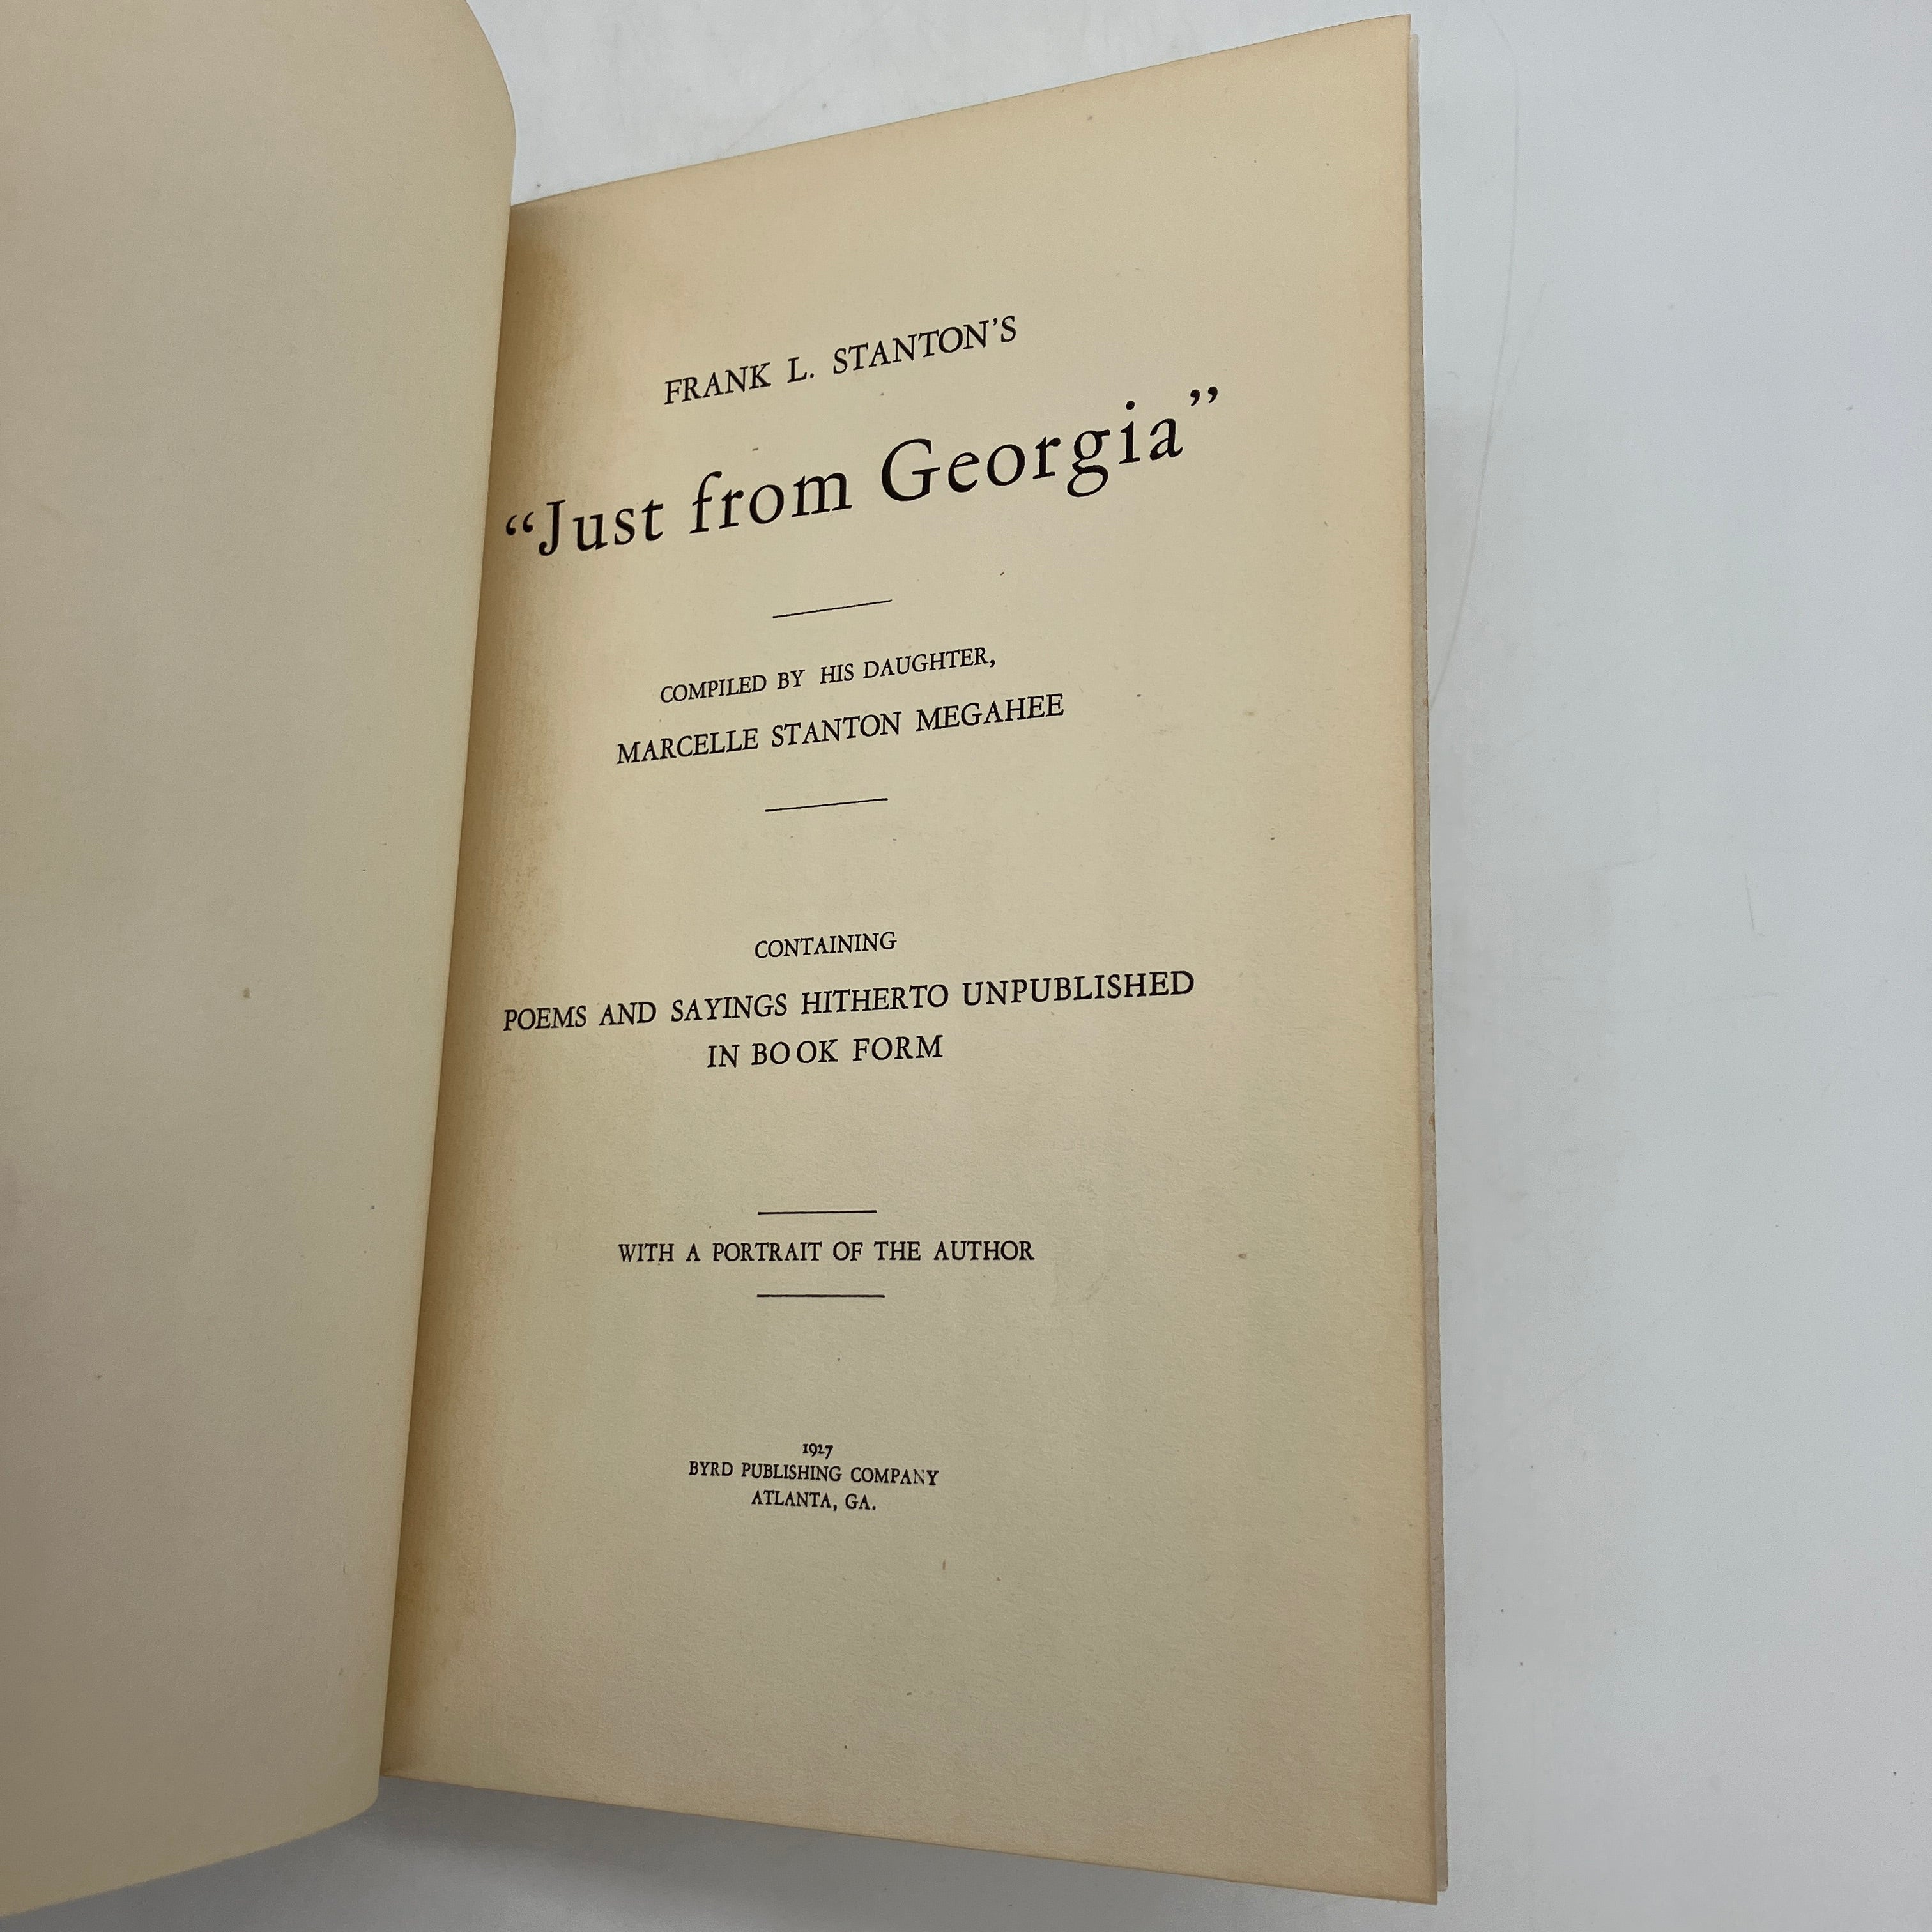 FRANK L. STANTON'S
“Just from Georgia”
COMPILED BY HIS DAUGHTER,
MARCELLE STANTON MEGAHEE
CONTAINING
POEMS AND SAYINGS HITHERTO UNPUBLISHED
IN BOOK FORM
WITH A PORTRAIT OF THE AUTHOR
1927
BYRD PUBLISHING COMPANY
ATLANTA, GA.